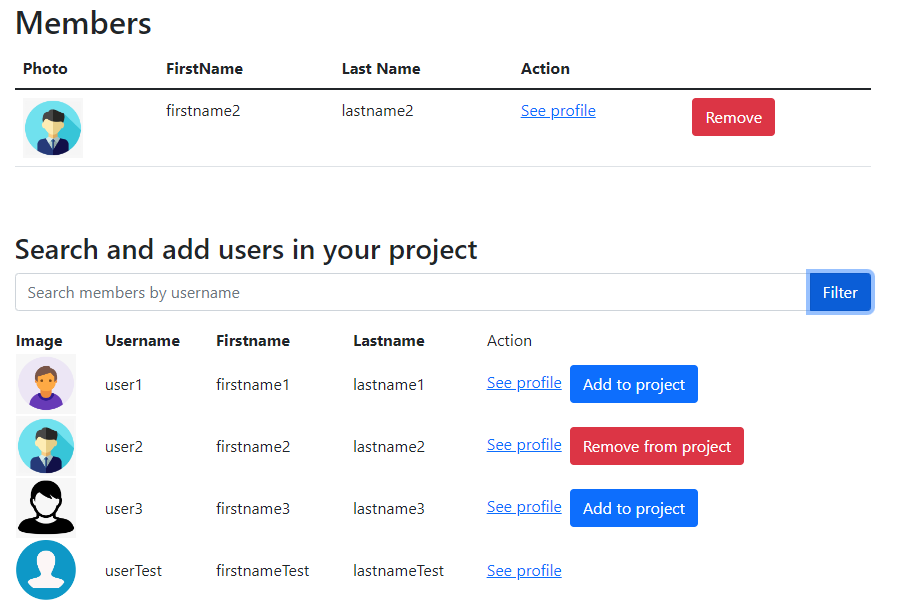 Members
Photo FirstName Last Name Action
firstname2 lastname2 See profile Remove
Search and add users in your project
Search members by username Filter
Image Username Firstname Lastname Action
user1 firstname1 lastname1 See profile Add to project
user2 firstname2 lastname2 See profile Remove from project
user3 firstname3 lastname3 See profile Add to project
userTest firstnameTest lastnameTest See profile